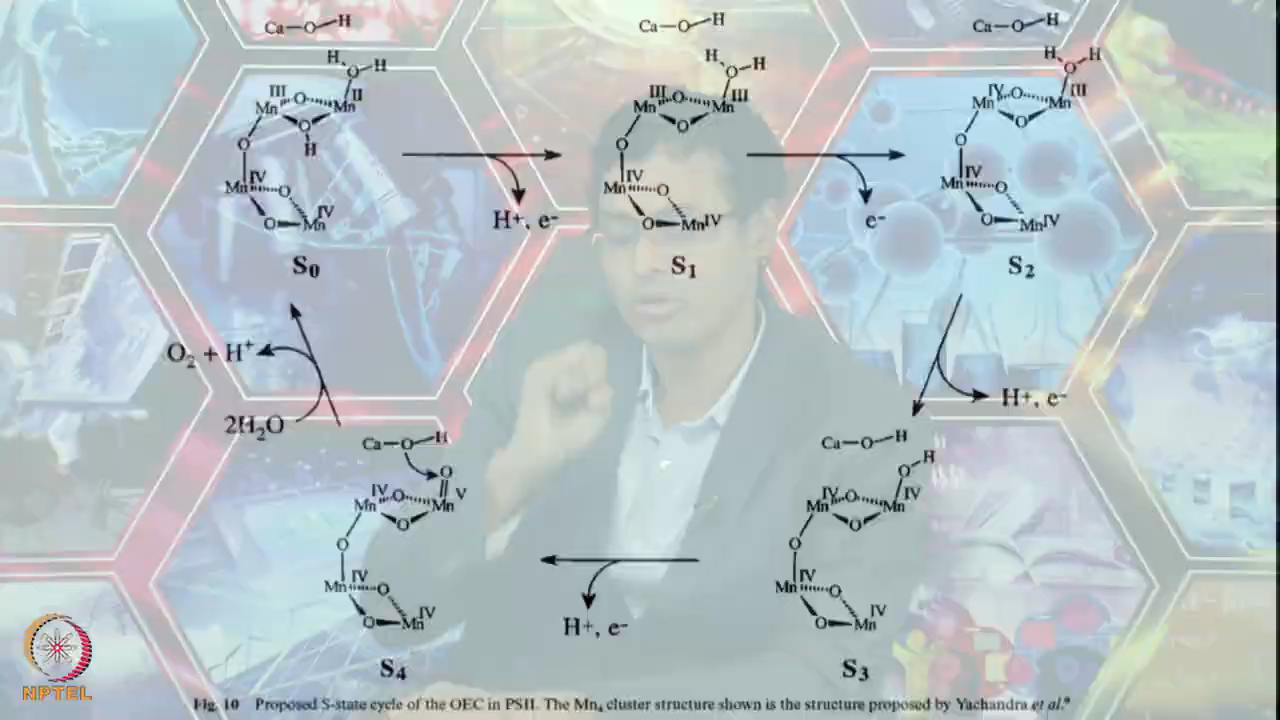 Ca—O—H
H O H
III Mn O Mn II
O
H
O
Mn IV O
O Mn IV
S0
H+, e-
Ca—O—H
H O H
III Mn O Mn III
O
O
Mn IV O
O Mn IV
S1
e-
Ca—O—H
H O H
IV Mn O Mn III
O
O
Mn IV O
O Mn IV
S2
H+, e-
Ca—O—H
O H
IV Mn O Mn IV
O
O
Mn IV O
O Mn IV
S3
H+, e-
Ca—O—H
O
IV Mn O Mn V
O
O
Mn IV O
O Mn IV
S4
O2 + H+
2H2O
NPTEL
Fig. 10 Proposed S-state cycle of the OEC in PSII. The Mn4 cluster structure shown is the structure proposed by Yachandra et al.9